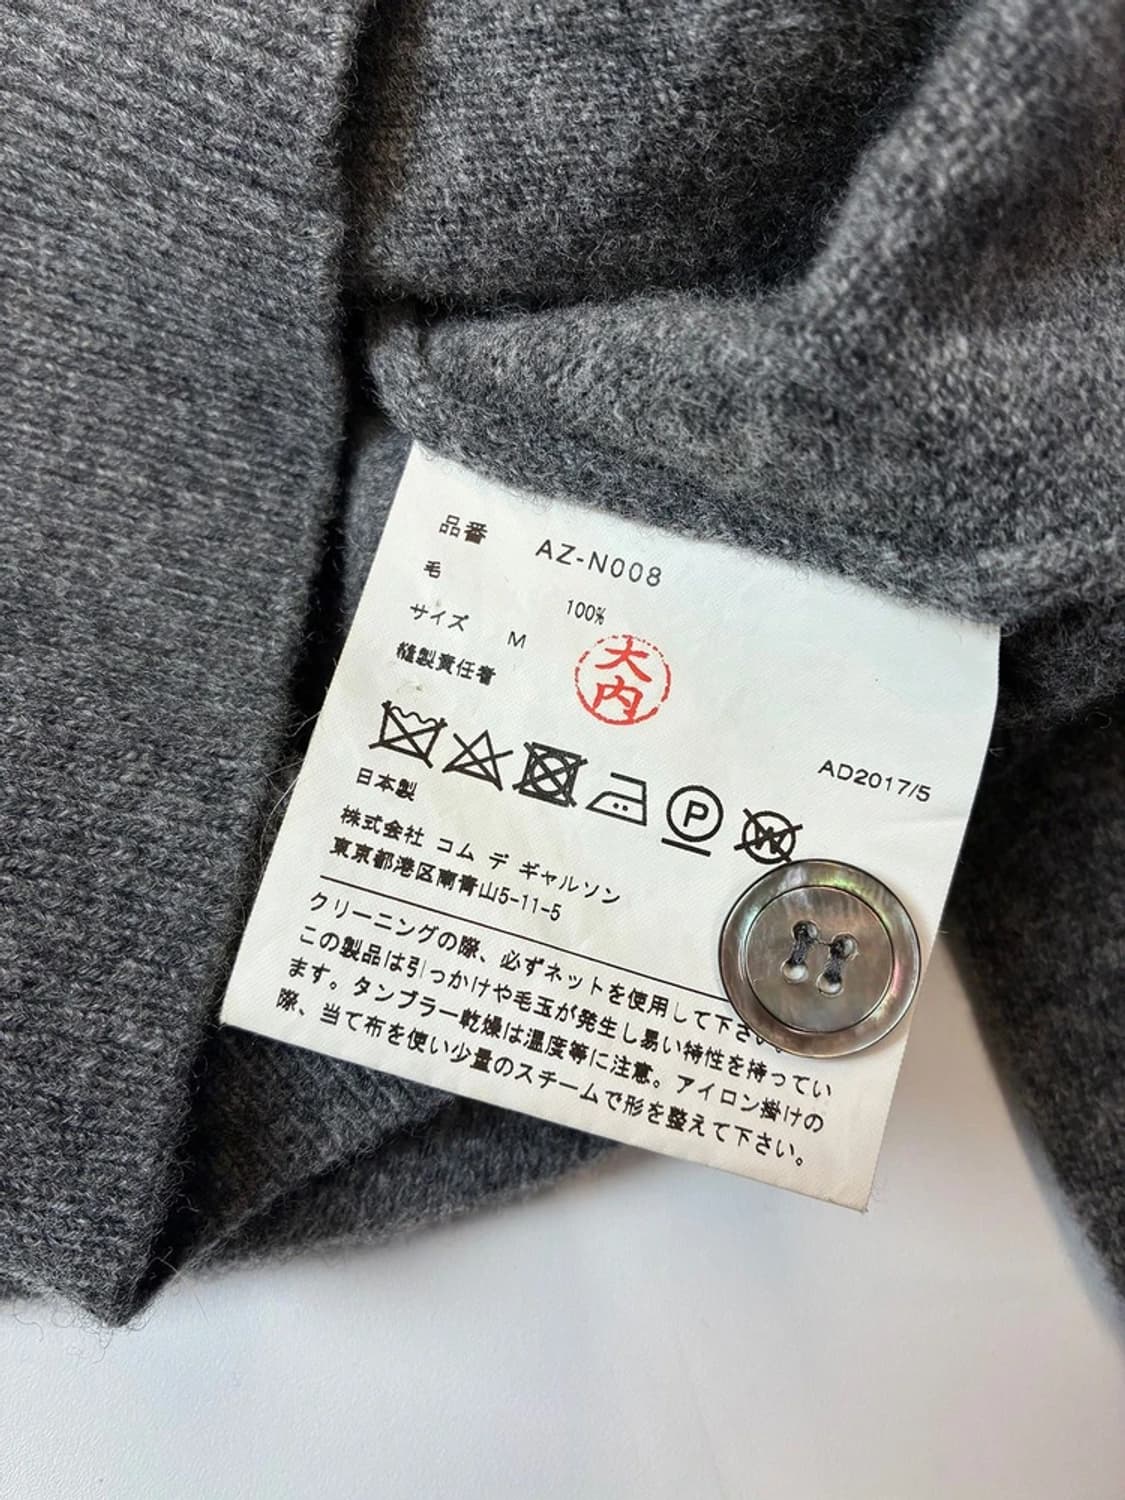 品番 AZ-N008
毛 100%
サイズ M
縫製責任者 大内
AD2017/5
P
W
日本製
株式会社 コム デ ギャルソン
東京都港区南青山5-11-5
クリーニングの際、必ずネットを使用して下さい。
この製品は引っかけや毛玉が発生し易い特性を持ってい
ます。タンブラー乾燥は温度等に注意。アイロン掛けの
際、当て布を使い少量のスチームで形を整えて下さい。